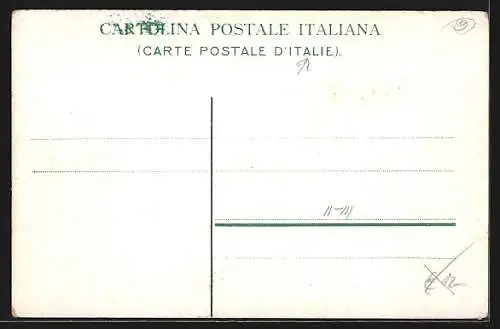 CARTOLINA POSTALE ITALIANA
(CARTE POSTALE D'ITALIE).